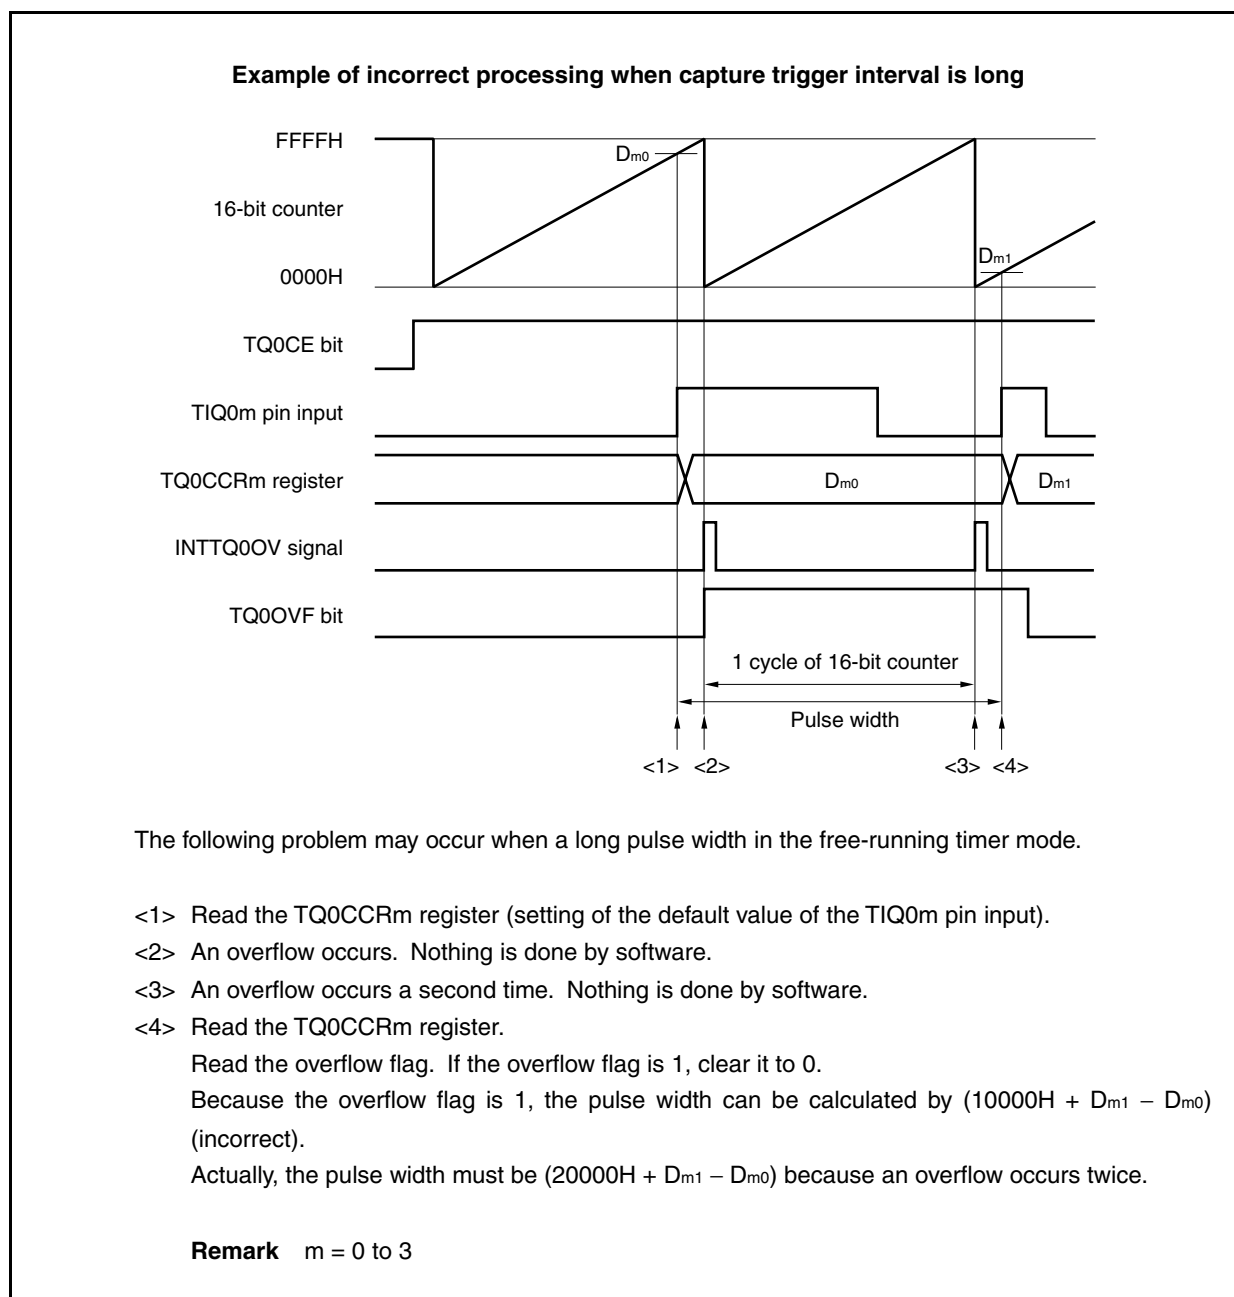 Example of incorrect processing when capture trigger interval is long
FFFFH
Dm0
16-bit counter
Dm1
0000H
TQ0CE bit
TIQ0m pin input
TQ0CCRm register
Dm0
Dm1
INTTQ0OV signal
TQ0OVF bit
1 cycle of 16-bit counter
Pulse width
<1> <2> <3> <4>
The following problem may occur when a long pulse width in the free-running timer mode.
<1> Read the TQ0CCRm register (setting of the default value of the TIQ0m pin input).
<2> An overflow occurs. Nothing is done by software.
<3> An overflow occurs a second time. Nothing is done by software.
<4> Read the TQ0CCRm register.
Read the overflow flag. If the overflow flag is 1, clear it to 0.
Because the overflow flag is 1, the pulse width can be calculated by (10000H + Dm1 – Dm0)
(incorrect).
Actually, the pulse width must be (20000H + Dm1 – Dm0) because an overflow occurs twice.
Remark m = 0 to 3